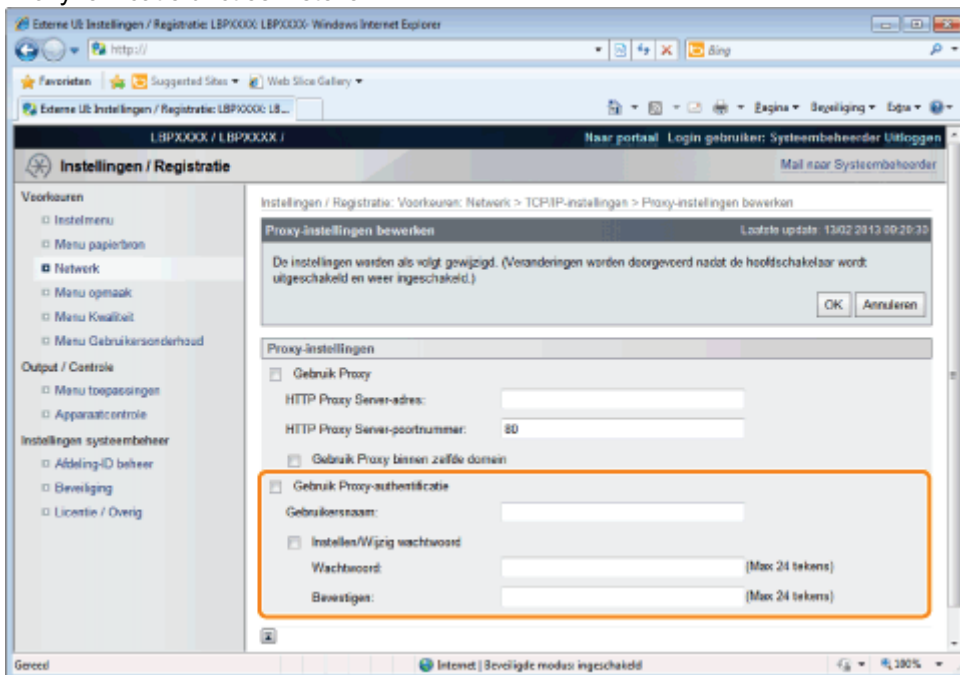 Externe UI: Instellingen / Registratie: LBPXXXX: LBPXXXX - Windows Internet Explorer
http://
Bing
Favorieten Suggested Sites Web Slice Gallery
Externe UI: Instellingen / Registratie: LBPXXXX: LB...
Pagina Beveiliging Extra
LBPXXXX / LBPXXXX /
Naar portaal Login gebruiker: Systeembeheerder Uitloggen
Instellingen / Registratie
Mail naar Systeembeheerder
Voorkeuren
Instelmenu
Menu papierbron
Netwerk
Menu opmaak
Menu Kwaliteit
Menu Gebruikersonderhoud
Output / Controle
Menu toepassingen
Apparaatcontrole
Instellingen systeembeheer
Afdeling-ID beheer
Beveiliging
Licentie / Overig
Instellingen / Registratie: Voorkeuren: Netwerk > TCP/IP-instellingen > Proxy-instellingen bewerken
Proxy-instellingen bewerken
Laatste update: 13/02 2013 09:20:30
De instellingen worden als volgt gewijzigd. (Veranderingen worden doorgevoerd nadat de hoofdschakelaar wordt
uitgeschakeld en weer ingeschakeld.)
OK Annuleren
Proxy-instellingen
Gebruik Proxy
HTTP Proxy Server-adres:
HTTP Proxy Server-poortnummer: 80
Gebruik Proxy binnen zelfde domein
Gebruik Proxy-authentificatie
Gebruikersnaam:
Instellen/Wijzig wachtwoord
Wachtwoord: (Max 24 tekens)
Bevestigen: (Max 24 tekens)
Gereed
Internet | Beveiligde modus: ingeschakeld
100%